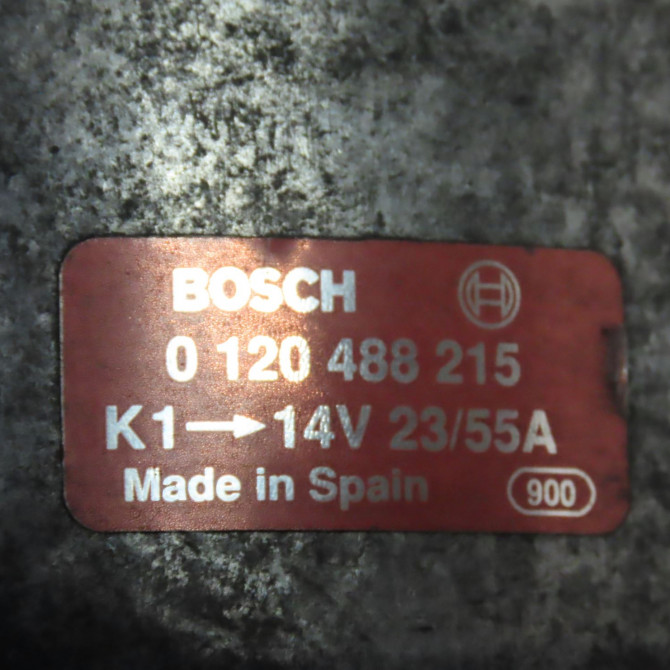 BOSCH
0 120 488 215
K1→14V 23/55A
Made in Spain 900